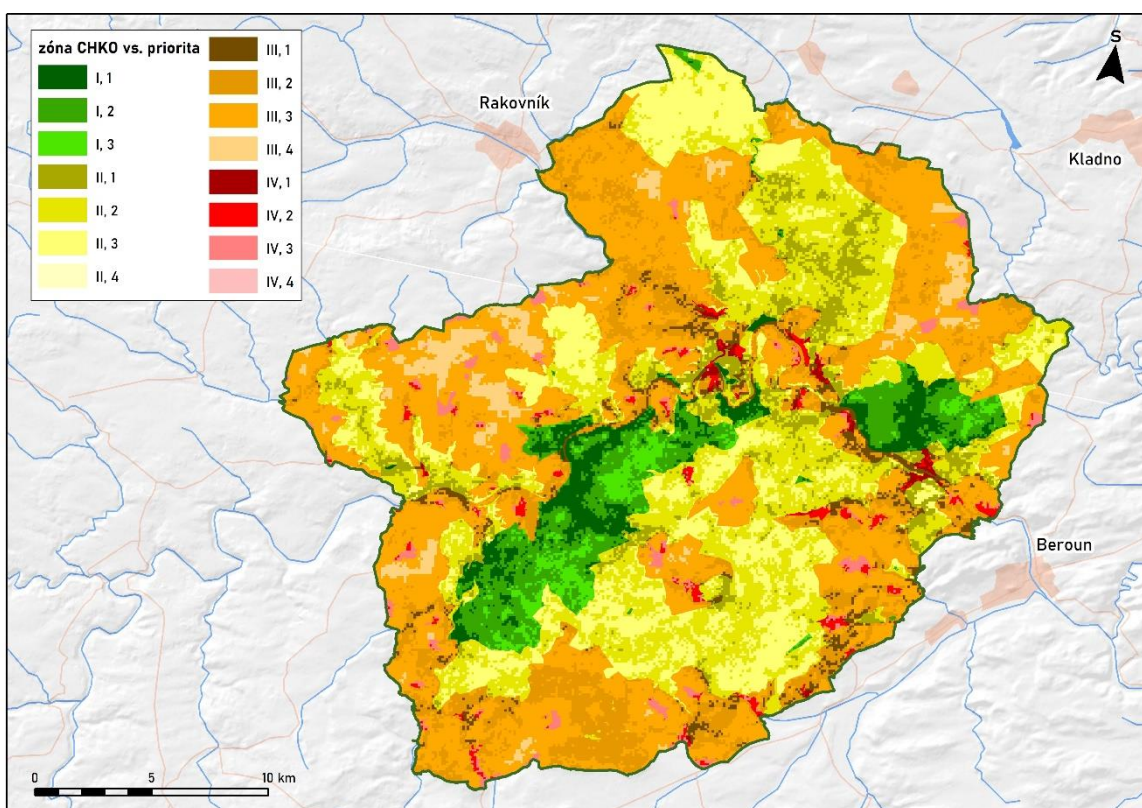 zóna CHKO vs. priorita
I, 1
I, 2
I, 3
II, 1
II, 2
II, 3
II, 4
III, 1
III, 2
III, 3
III, 4
IV, 1
IV, 2
IV, 3
IV, 4
S
Rakovník
Kladno
Beroun
0 5 10 km